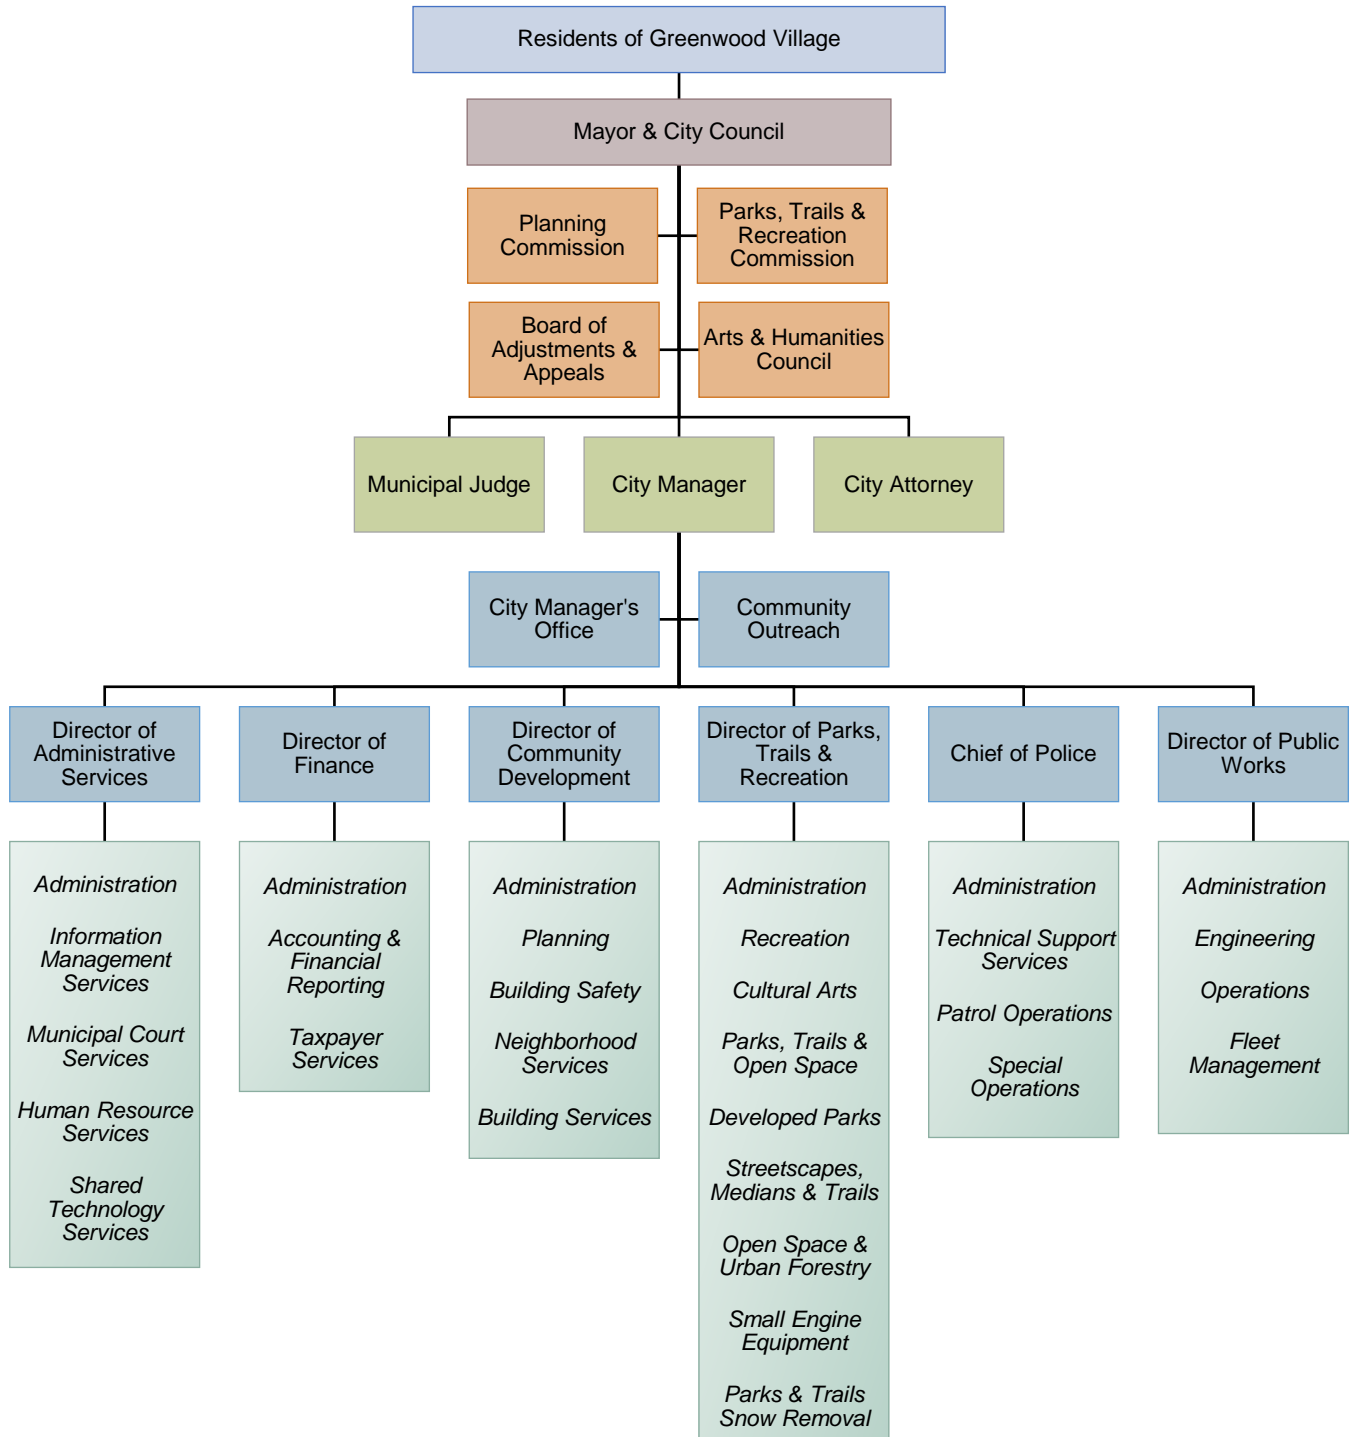 Residents of Greenwood Village
Mayor & City Council
Planning
Commission
Parks, Trails &
Recreation
Commission
Board of
Adjustments &
Appeals
Arts & Humanities
Council
Municipal Judge
City Manager
City Attorney
City Manager's
Office
Community
Outreach
Director of
Administrative
Services
Director of
Finance
Director of
Community
Development
Director of Parks,
Trails &
Recreation
Chief of Police
Director of Public
Works
Administration
Information
Management
Services
Municipal Court
Services
Human Resource
Services
Shared
Technology
Services
Administration
Accounting &
Financial
Reporting
Taxpayer
Services
Administration
Planning
Building Safety
Neighborhood
Services
Building Services
Administration
Recreation
Cultural Arts
Parks, Trails &
Open Space
Developed Parks
Streetscapes,
Medians & Trails
Open Space &
Urban Forestry
Small Engine
Equipment
Parks & Trails
Snow Removal
Administration
Technical Support
Services
Patrol Operations
Special
Operations
Administration
Engineering
Operations
Fleet
Management